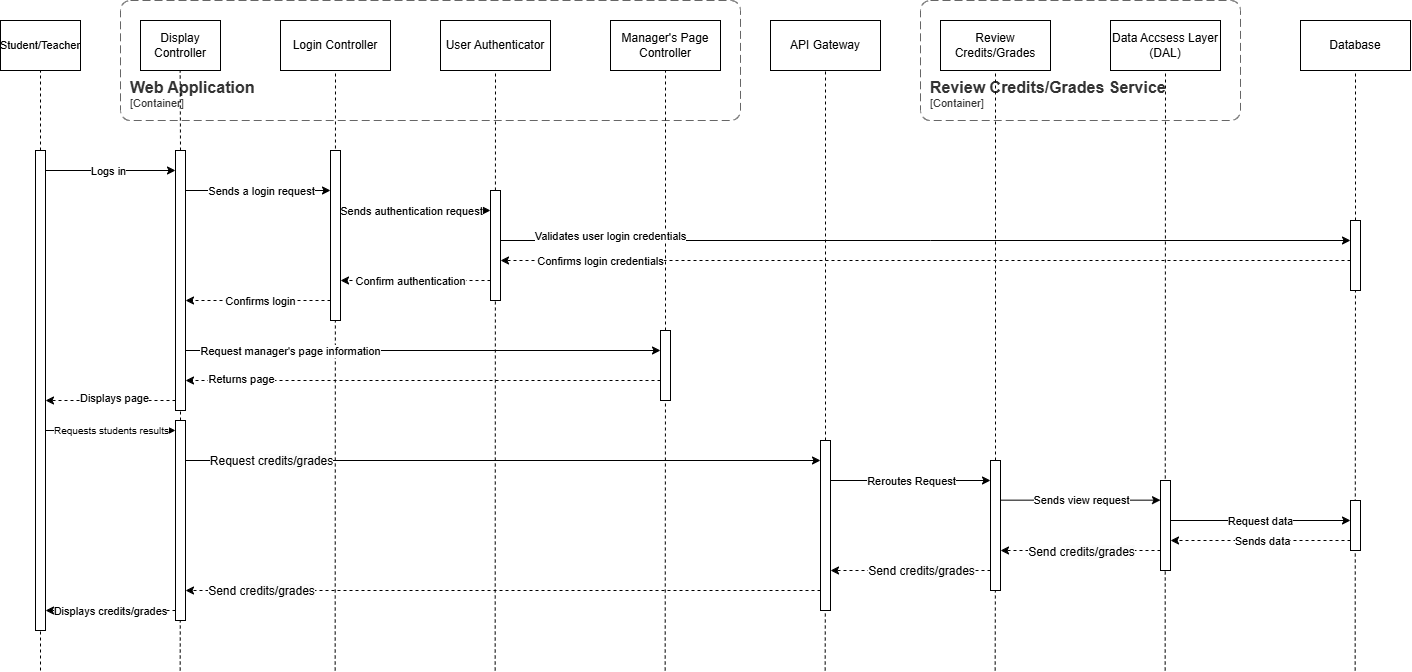 Student/Teacher
Display
Controller
Login Controller
User Authenticator
Manager's Page
Controller
API Gateway
Review
Credits/Grades
Data Accsess Layer
(DAL)
Database
Web Application
[Container]
Review Credits/Grades Service
[Container]
Logs in
Sends a login request
Sends authentication request
Validates user login credentials
Confirms login credentials
Confirm authentication
Confirms login
Request manager's page information
Returns page
Displays page
Requests students results
Request credits/grades
Reroutes Request
Sends view request
Request data
Sends data
Send credits/grades
Send credits/grades
Send credits/grades
Displays credits/grades